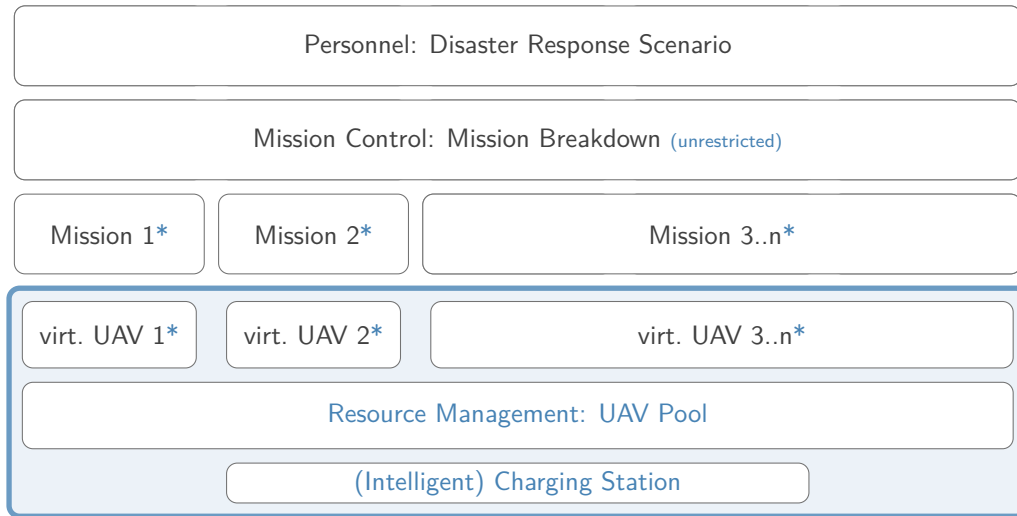 Personnel: Disaster Response Scenario
Mission Control: Mission Breakdown (unrestricted)
Mission 1* Mission 2* Mission 3..n*
virt. UAV 1* virt. UAV 2* virt. UAV 3..n*
Resource Management: UAV Pool
(Intelligent) Charging Station